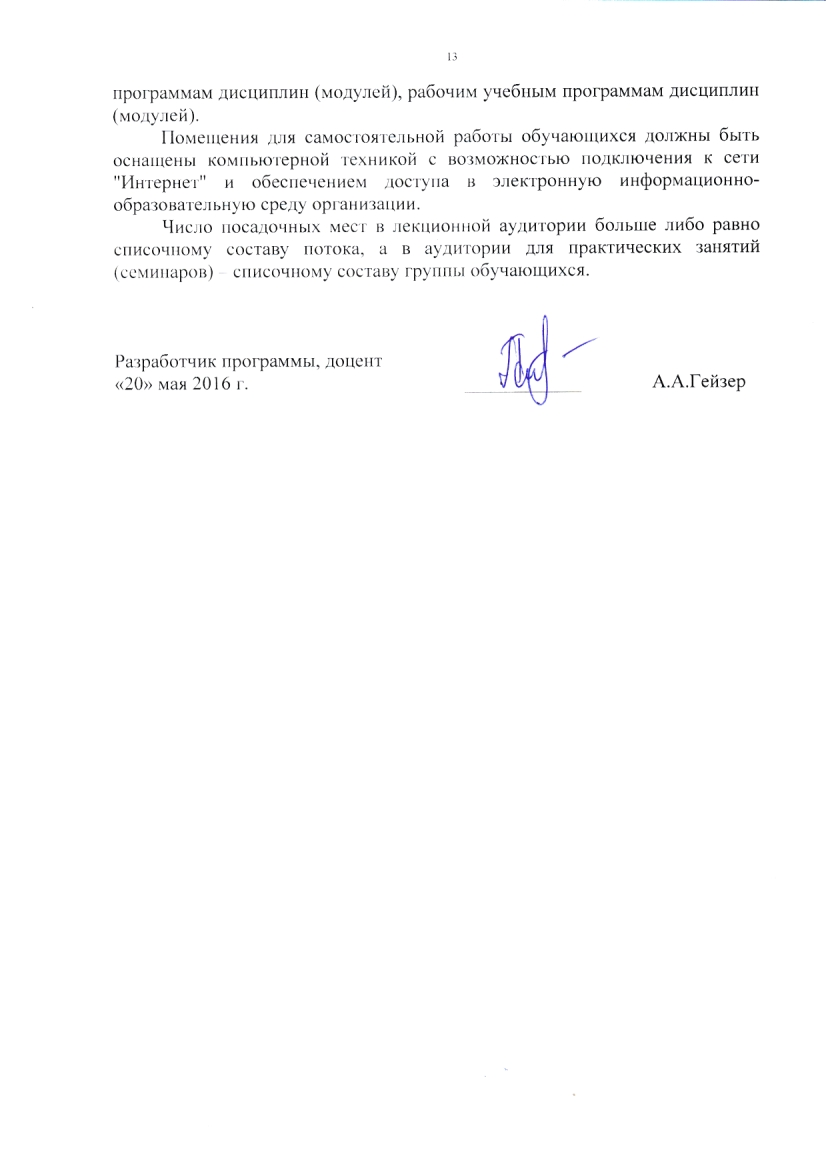 13
программам дисциплин (модулей), рабочим учебным программам дисциплин
(модулей).
Помещения для самостоятельной работы обучающихся должны быть
оснащены компьютерной техникой с возможностью подключения к сети
"Интернет" и обеспечением доступа в электронную информационно-
образовательную среду организации.
Число посадочных мест в лекционной аудитории больше либо равно
списочному составу потока, а в аудитории для практических занятий
(семинаров) – списочному составу группы обучающихся.
Разработчик программы, доцент
«20» мая 2016 г. А.А.Гейзер